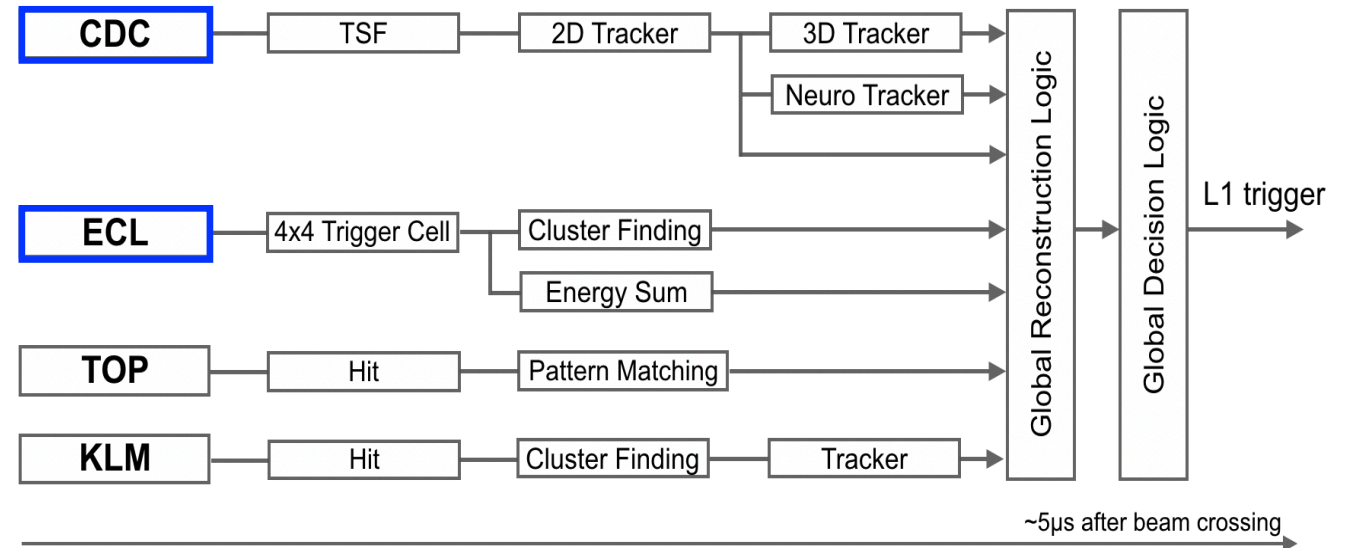 CDC
TSF
2D Tracker
3D Tracker
Neuro Tracker
ECL
4x4 Trigger Cell
Cluster Finding
Energy Sum
TOP
Hit
Pattern Matching
KLM
Hit
Cluster Finding
Tracker
Global Reconstruction Logic
Global Decision Logic
L1 trigger
~5μs after beam crossing